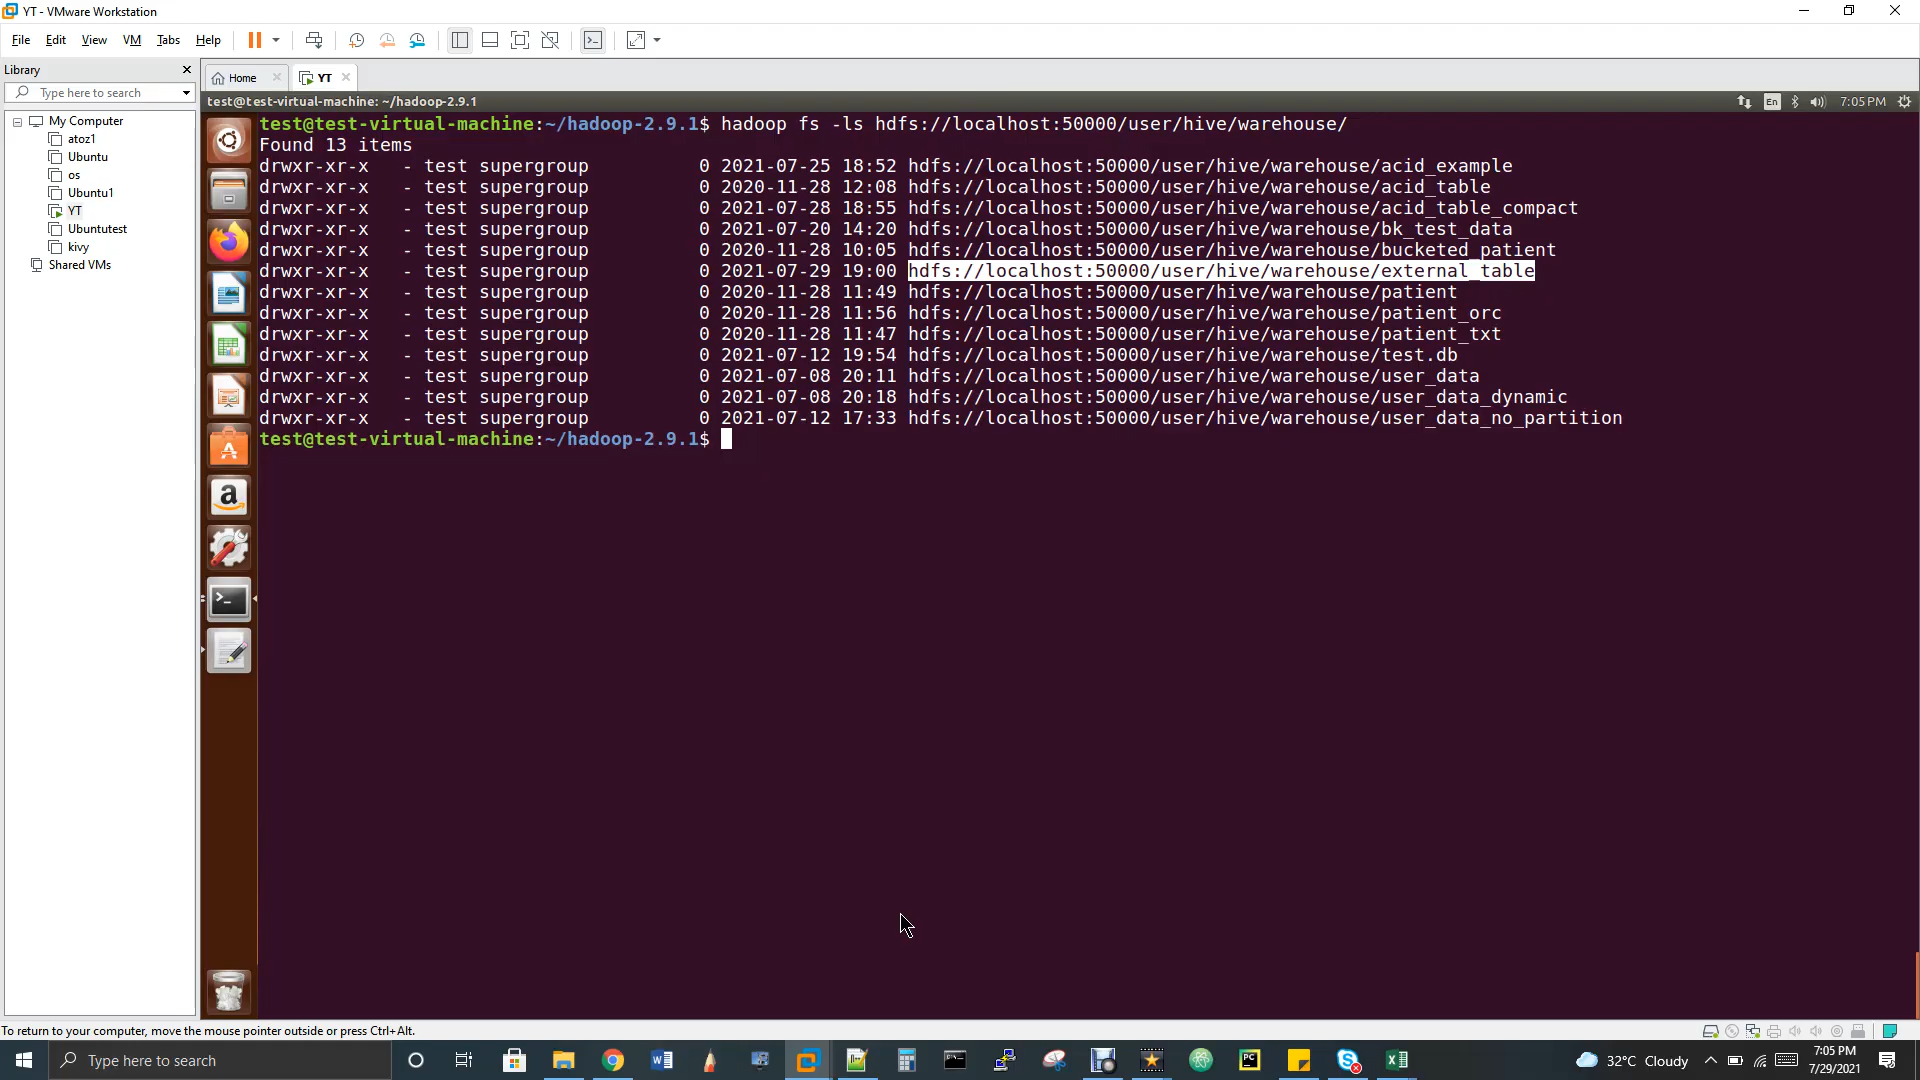 YT - VMware Workstation
File Edit View VM Tabs Help
Library
Type here to search
My Computer
atoz1
Ubuntu
os
Ubuntu1
YT
Ubuntutest
kivy
Shared VMs
Home YT
test@test-virtual-machine: ~/hadoop-2.9.1
En 7:05 PM
test@test-virtual-machine:~/hadoop-2.9.1$ hadoop fs -ls hdfs://localhost:50000/user/hive/warehouse/
Found 13 items
drwxr-xr-x - test supergroup 0 2021-07-25 18:52 hdfs://localhost:50000/user/hive/warehouse/acid_example
drwxr-xr-x - test supergroup 0 2020-11-28 12:08 hdfs://localhost:50000/user/hive/warehouse/acid_table
drwxr-xr-x - test supergroup 0 2021-07-28 18:55 hdfs://localhost:50000/user/hive/warehouse/acid_table_compact
drwxr-xr-x - test supergroup 0 2021-07-20 14:20 hdfs://localhost:50000/user/hive/warehouse/bk_test_data
drwxr-xr-x - test supergroup 0 2020-11-28 10:05 hdfs://localhost:50000/user/hive/warehouse/bucketed_patient
drwxr-xr-x - test supergroup 0 2021-07-29 19:00 hdfs://localhost:50000/user/hive/warehouse/external_table
drwxr-xr-x - test supergroup 0 2020-11-28 11:49 hdfs://localhost:50000/user/hive/warehouse/patient
drwxr-xr-x - test supergroup 0 2020-11-28 11:56 hdfs://localhost:50000/user/hive/warehouse/patient_orc
drwxr-xr-x - test supergroup 0 2020-11-28 11:47 hdfs://localhost:50000/user/hive/warehouse/patient_txt
drwxr-xr-x - test supergroup 0 2021-07-12 19:54 hdfs://localhost:50000/user/hive/warehouse/test.db
drwxr-xr-x - test supergroup 0 2021-07-08 20:11 hdfs://localhost:50000/user/hive/warehouse/user_data
drwxr-xr-x - test supergroup 0 2021-07-08 20:18 hdfs://localhost:50000/user/hive/warehouse/user_data_dynamic
drwxr-xr-x - test supergroup 0 2021-07-12 17:33 hdfs://localhost:50000/user/hive/warehouse/user_data_no_partition
test@test-virtual-machine:~/hadoop-2.9.1$
To return to your computer, move the mouse pointer outside or press Ctrl+Alt.
Type here to search
32°C Cloudy
7:05 PM
7/29/2021